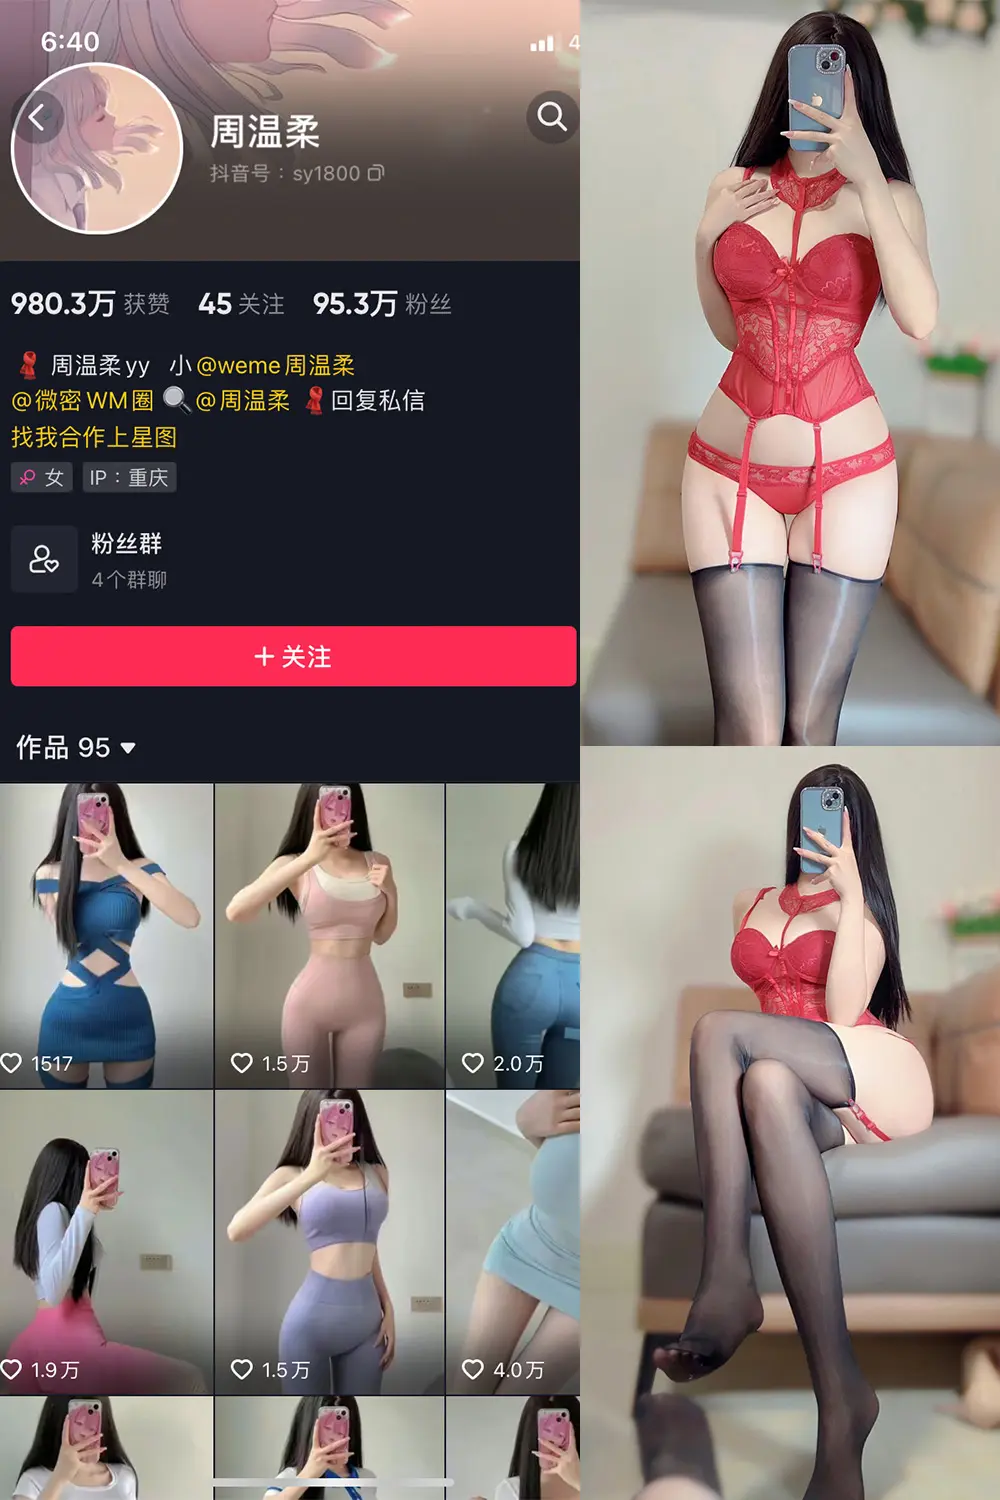 6:40
4
周温柔
抖音号：sy1800
980.3万 获赞 45 关注 95.3万 粉丝
周温柔yy 小@weme周温柔
@微密WM圈 @周温柔 回复私信
找我合作上星图
女 IP：重庆
粉丝群
4个群聊
+ 关注
作品 95
1517 1.5万 2.0万
1.9万 1.5万 4.0万